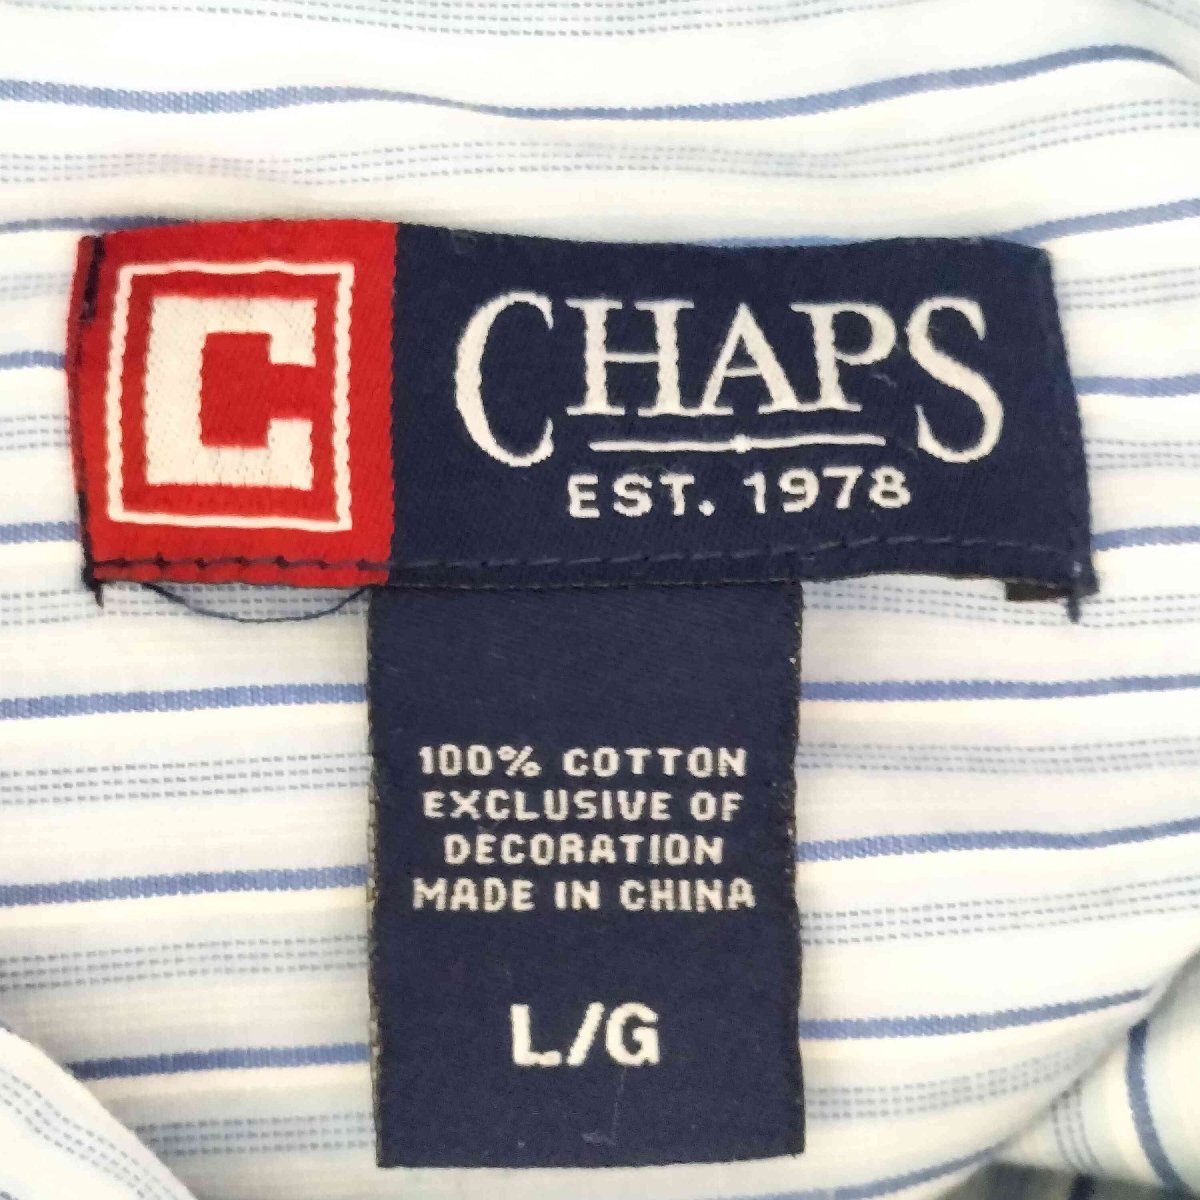 C
CHAPS
EST. 1978
100% COTTON
EXCLUSIVE OF
DECORATION
MADE IN CHINA
L/G